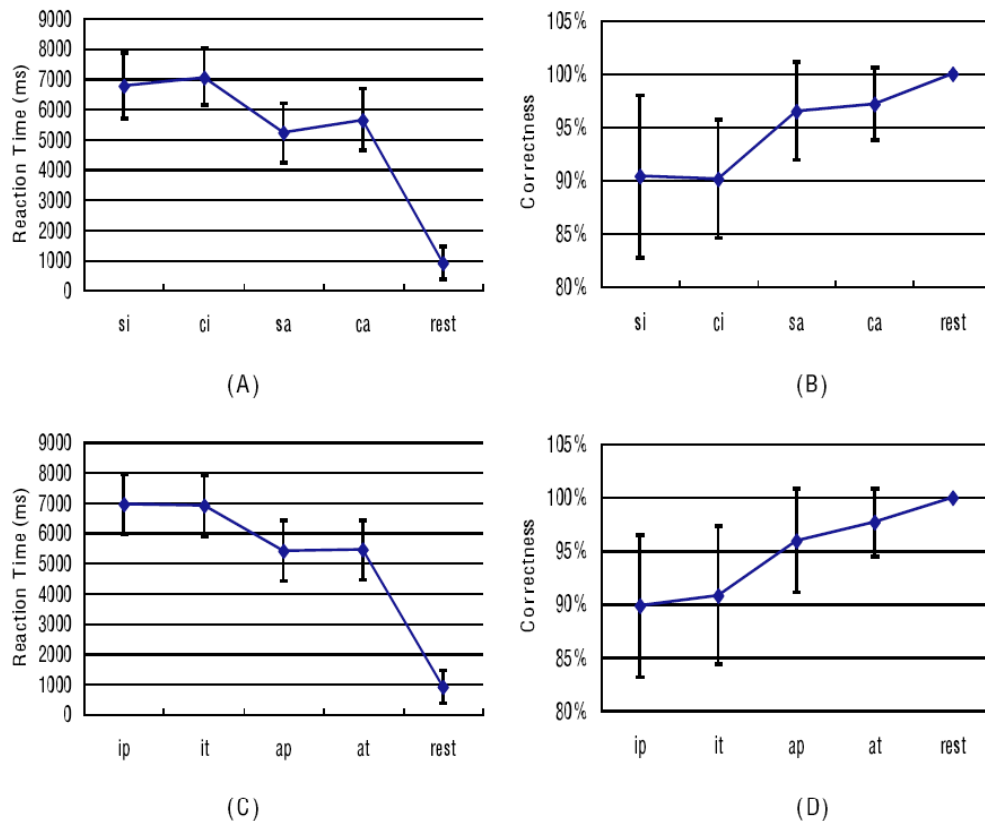 9000
8000
7000
6000
5000
4000
3000
2000
1000
0
Reaction Time (ms)
si ci sa ca rest
(A)
105%
100%
95%
90%
85%
80%
Correctness
si ci sa ca rest
(B)
9000
8000
7000
6000
5000
4000
3000
2000
1000
0
Reaction Time (ms)
ip it ap at rest
(C)
105%
100%
95%
90%
85%
80%
Correctness
ip it ap at rest
(D)